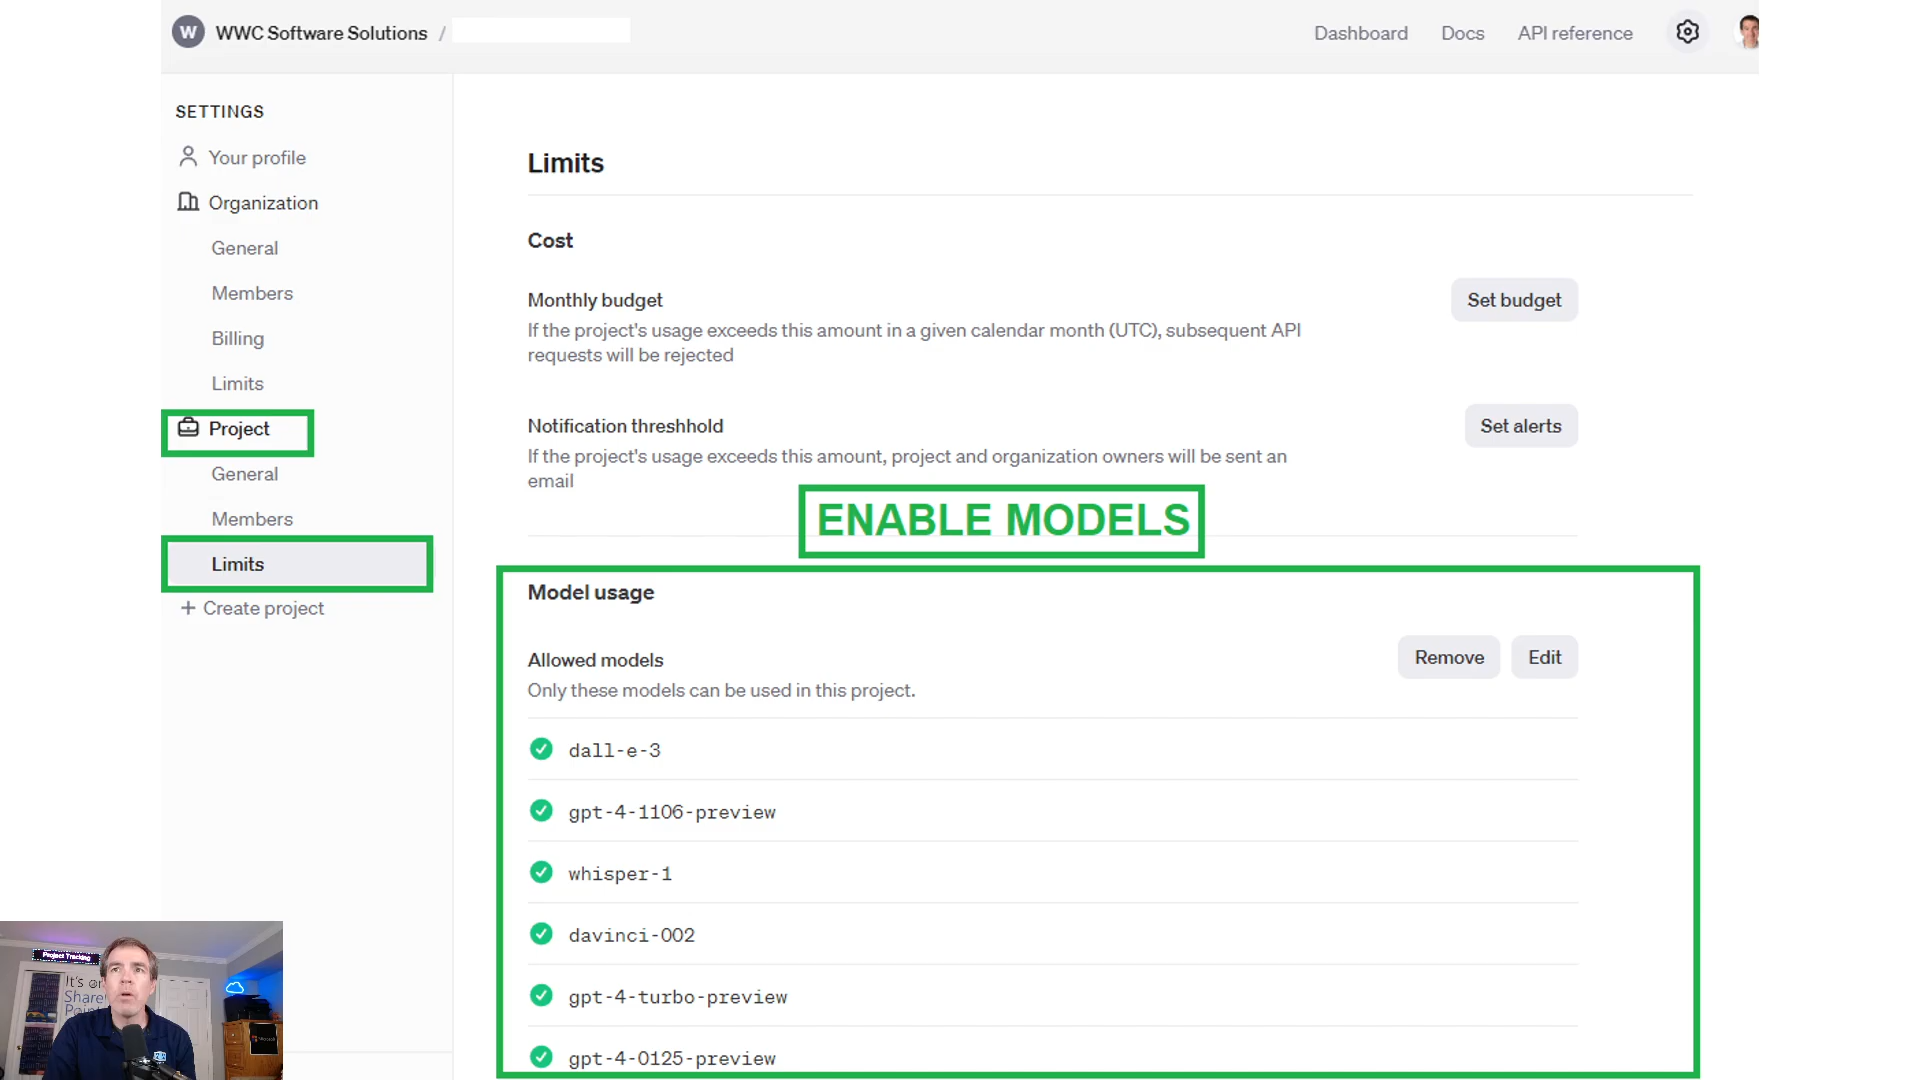 W WWC Software Solutions /
Dashboard Docs API reference
SETTINGS
Your profile
Organization
General
Members
Billing
Limits
Project
General
Members
Limits
+ Create project
Limits
Cost
Monthly budget
Set budget
If the project's usage exceeds this amount in a given calendar month (UTC), subsequent API
requests will be rejected
Notification threshhold
Set alerts
If the project's usage exceeds this amount, project and organization owners will be sent an
email
ENABLE MODELS
Model usage
Allowed models
Remove Edit
Only these models can be used in this project.
dall-e-3
gpt-4-1106-preview
whisper-1
davinci-002
gpt-4-turbo-preview
gpt-4-0125-preview
Project Tracking
It's
Share
Microsoft